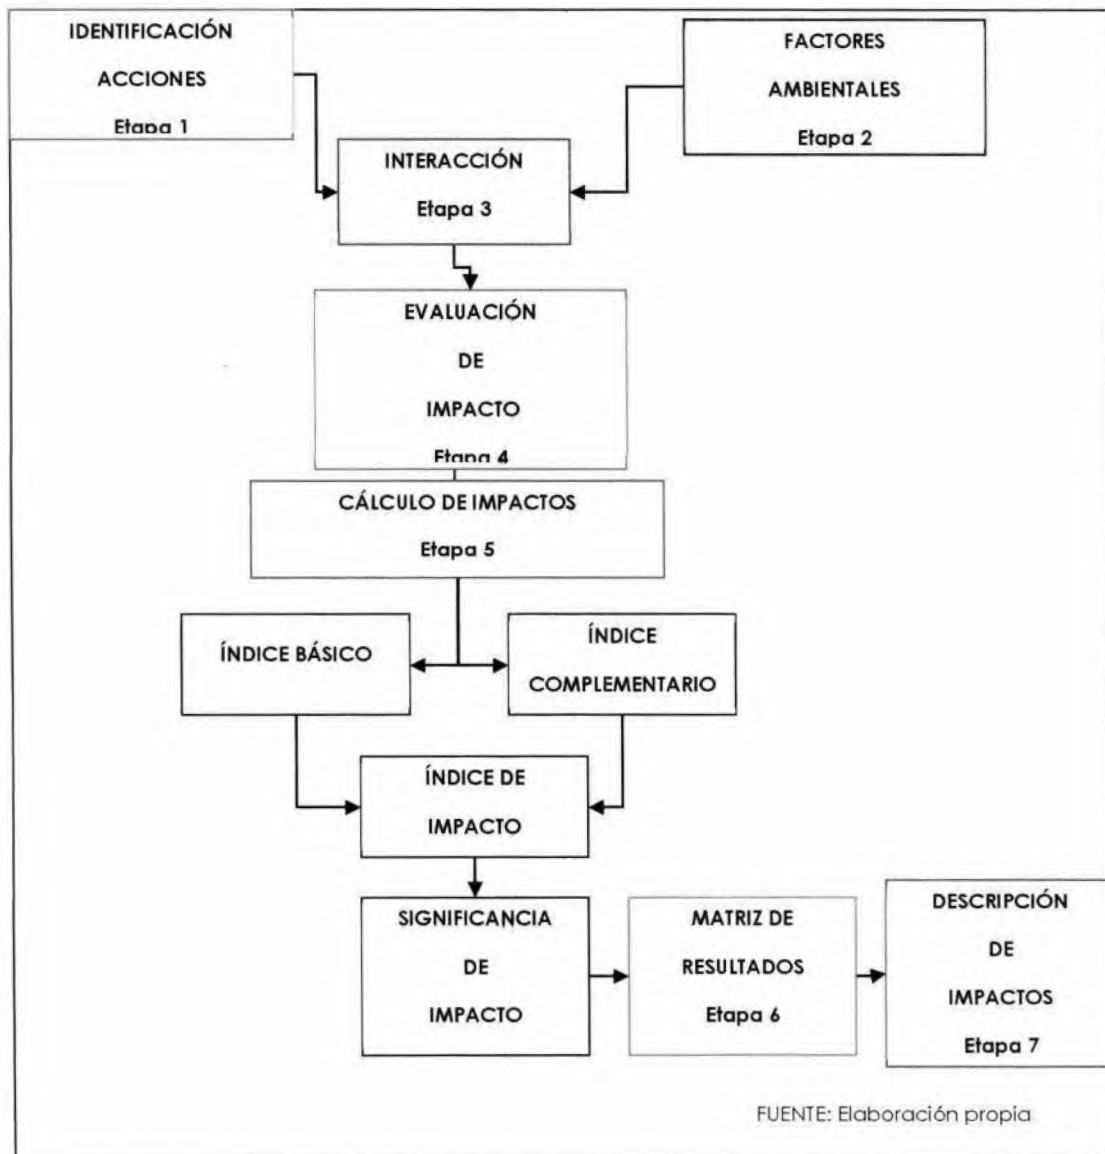 IDENTIFICACIÓN
ACCIONES
Etapa 1
FACTORES
AMBIENTALES
Etapa 2
INTERACCIÓN
Etapa 3
EVALUACIÓN
DE
IMPACTO
Etapa 4
CÁLCULO DE IMPACTOS
Etapa 5
ÍNDICE BÁSICO
ÍNDICE
COMPLEMENTARIO
ÍNDICE DE
IMPACTO
SIGNIFICANCIA
DE
IMPACTO
MATRIZ DE
RESULTADOS
Etapa 6
DESCRIPCIÓN
DE
IMPACTOS
Etapa 7
FUENTE: Elaboración propia